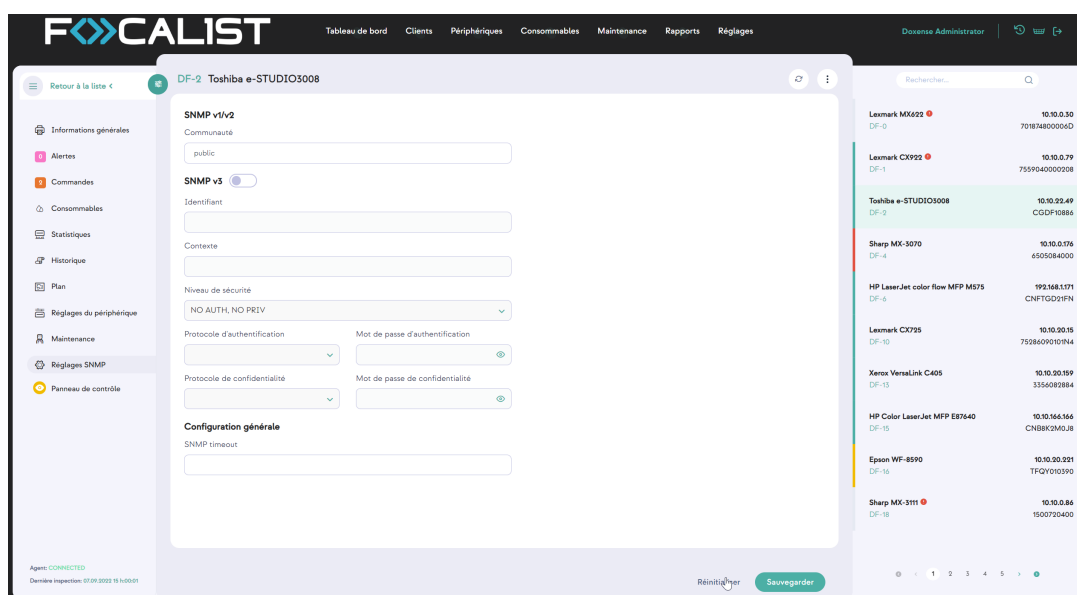 FOCALIST
Tableau de bord Clients Périphériques Consommables Maintenance Rapports Réglages
Doxense Administrator
Retour à la liste <
Informations générales
0 Alertes
2 Commandes
Consommables
Statistiques
Historique
Plan
Réglages du périphérique
Maintenance
Réglages SNMP
Panneau de contrôle
Agent: CONNECTED
Dernière inspection: 07.09.2022 15 h:00:01
DF-2 Toshiba e-STUDIO3008
SNMP v1/v2
Communauté
public
SNMP v3
Identifiant
Contexte
Niveau de sécurité
NO AUTH, NO PRIV
Protocole d'authentification Mot de passe d'authentification
Protocole de confidentialité Mot de passe de confidentialité
Configuration générale
SNMP timeout
Réinitialiser Sauvegarder
Rechercher...
Lexmark MX622 10.10.0.30
DF-0 701874800006D
Lexmark CX922 10.10.0.79
DF-1 7559040000208
Toshiba e-STUDIO3008 10.10.22.49
DF-2 CGDF10886
Sharp MX-3070 10.10.0.176
DF-4 6505084000
HP LaserJet color flow MFP M575 192.168.1.171
DF-6 CNFTGD21FN
Lexmark CX725 10.10.20.15
DF-10 75286090101N4
Xerox VersaLink C405 10.10.20.159
DF-13 3356082884
HP Color LaserJet MFP E87640 10.10.166.166
DF-15 CNB8K2M0J8
Epson WF-8590 10.10.20.221
DF-16 TFQY010390
Sharp MX-3111 10.10.0.86
DF-18 1500720400
1 2 3 4 5